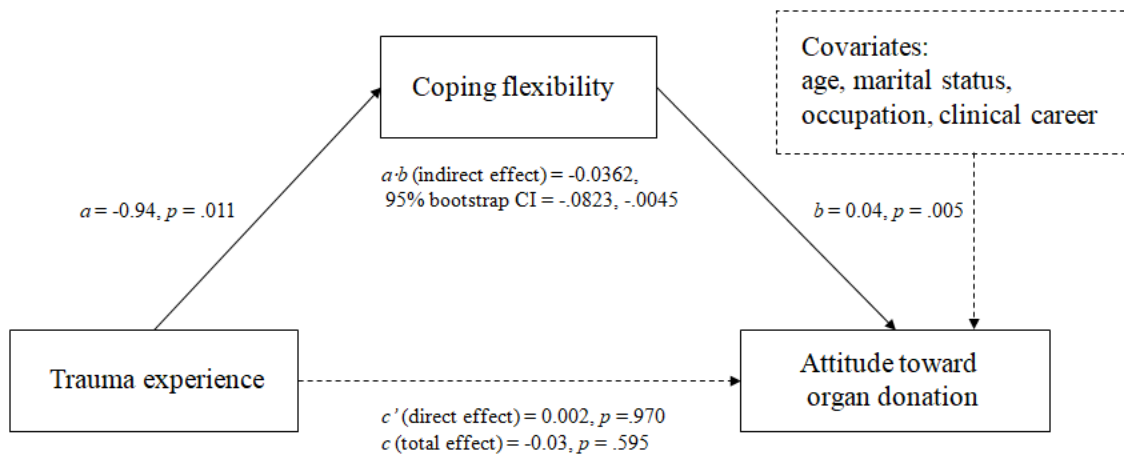 Coping flexibility
Covariates:
age, marital status,
occupation, clinical career
a·b (indirect effect) = -0.0362,
95% bootstrap CI = -.0823, -.0045
a = -0.94, p = .011
b = 0.04, p = .005
Trauma experience
Attitude toward
organ donation
c' (direct effect) = 0.002, p =.970
c (total effect) = -0.03, p = .595